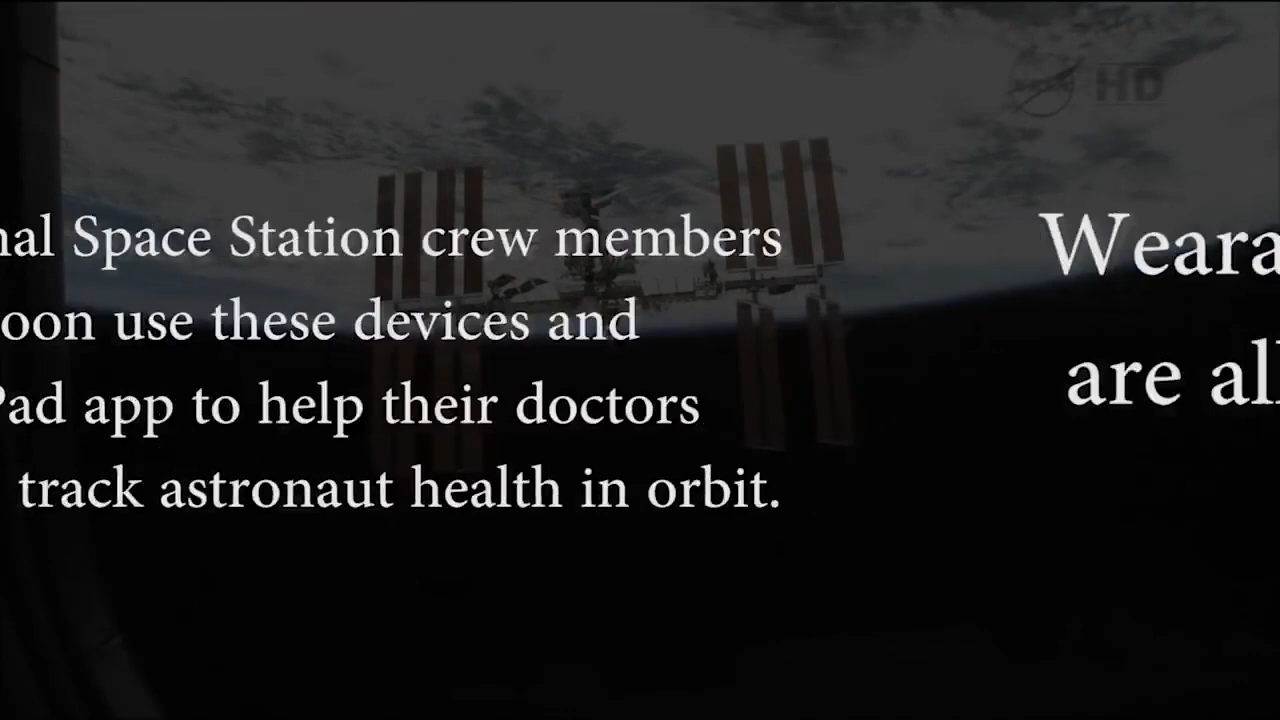 nal Space Station crew members
oon use these devices and
Pad app to help their doctors
track astronaut health in orbit.
Weara
are all
HD